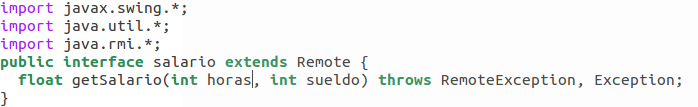 import javax.swing.*;
import java.util.*;
import java.rmi.*;
public interface salario extends Remote {
  float getSalario(int horas, int sueldo) throws RemoteException, Exception;
}